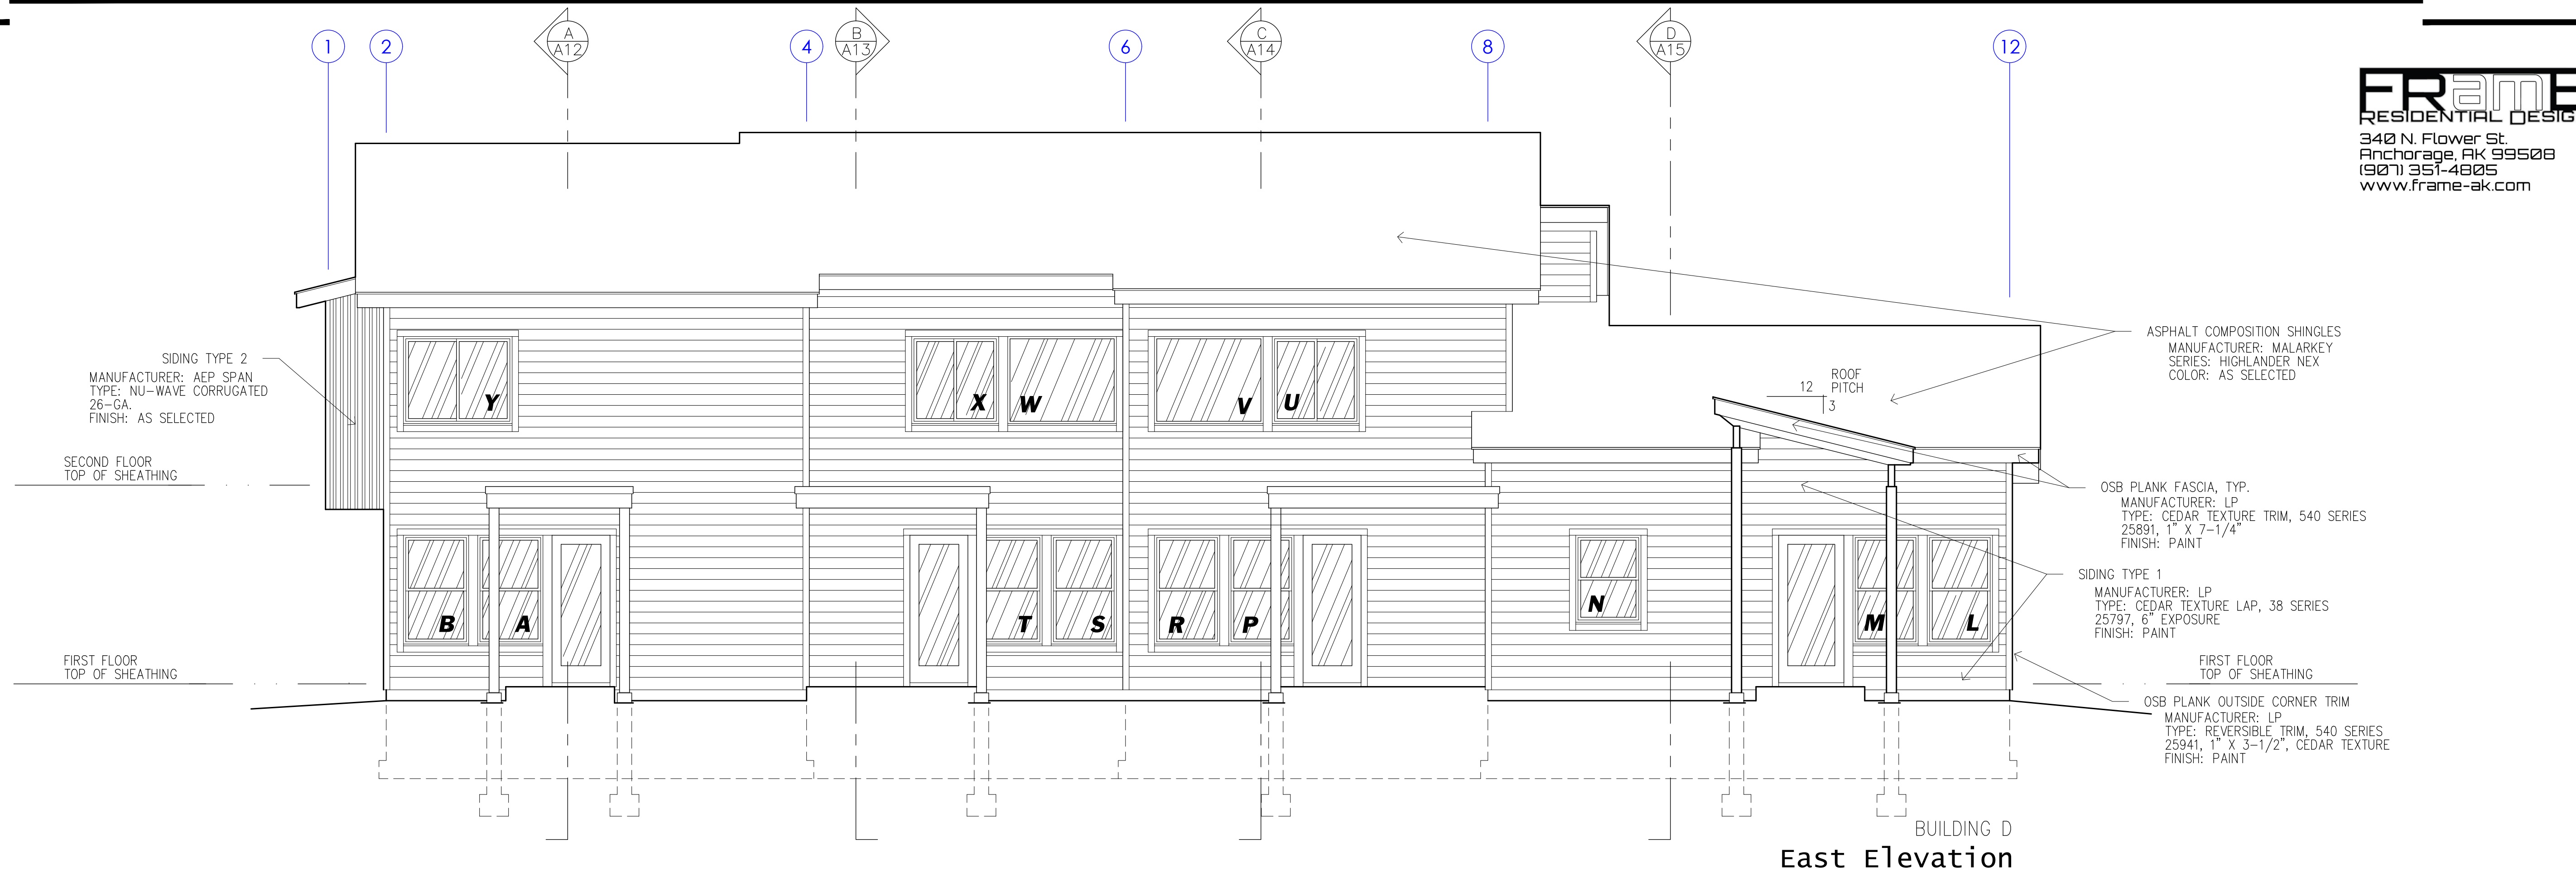 1
2
A
A12
4
B
A13
6
C
A14
8
D
A15
12
FRamE
340 N. Flower St.
Anchorage, AK 99508
(907) 351-4805
www.frame-ak.com
RESIDENTIAL
SIDING TYPE 2
MANUFACTURER: AEP SPAN
TYPE: NU-WAVE CORRUGATED
26-GA.
FINISH: AS SELECTED
SECOND FLOOR
TOP OF SHEATHING
FIRST FLOOR
TOP OF SHEATHING
Y
X
W
V
U
B
A
T
S
R
P
N
M
L
ROOF
12 PITCH
3
ASPHALT COMPOSITION SHINGLES
MANUFACTURER: MALARKEY
SERIES: HIGHLANDER NEX
COLOR: AS SELECTED
OSB PLANK FASCIA, TYP.
MANUFACTURER: LP
TYPE: CEDAR TEXTURE TRIM, 540 SERIES
25891, 1" X 7-1/4"
FINISH: PAINT
SIDING TYPE 1
MANUFACTURER: LP
TYPE: CEDAR TEXTURE LAP, 38 SERIES
25797, 6" EXPOSURE
FINISH: PAINT
FIRST FLOOR
TOP OF SHEATHING
OSB PLANK OUTSIDE CORNER TRIM
MANUFACTURER: LP
TYPE: REVERSIBLE TRIM, 540 SERIES
25941, 1" X 3-1/2", CEDAR TEXTURE
FINISH: PAINT
BUILDING D
East Elevation